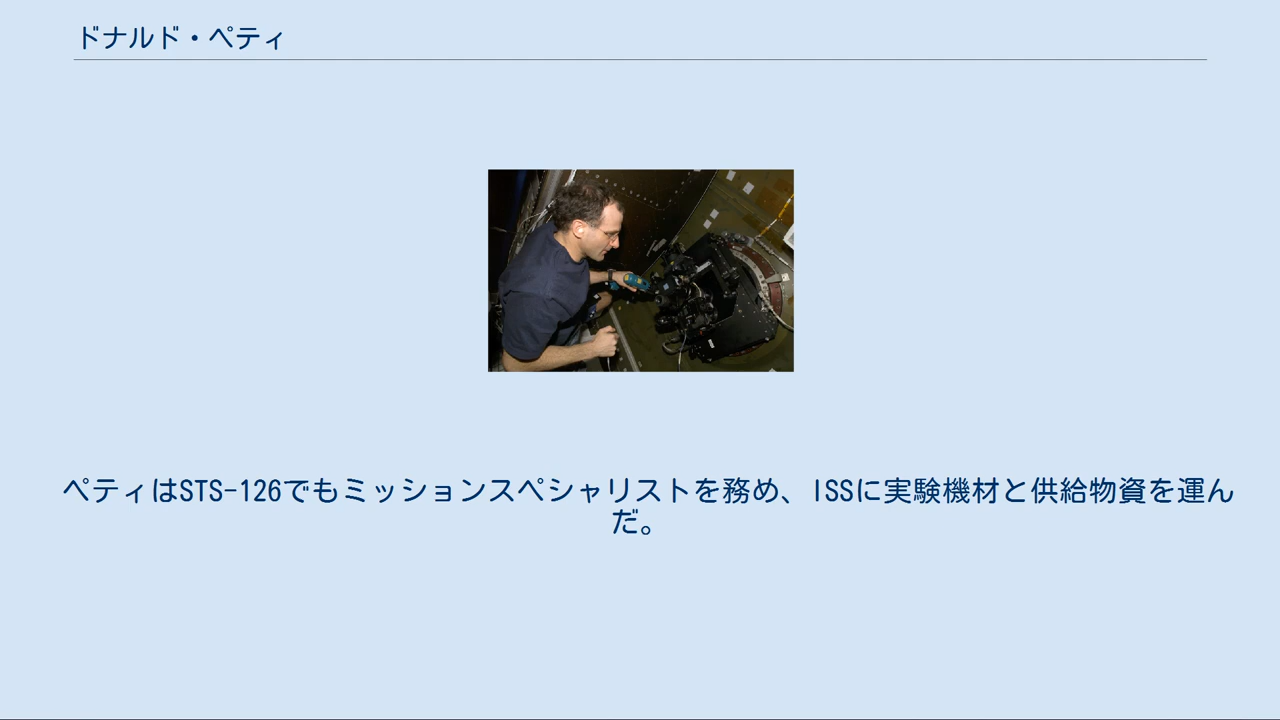 ドナルド・ペティ
ペティはSTS-126でもミッションスペシャリストを務め、ISSに実験機材と供給物資を運ん
だ。